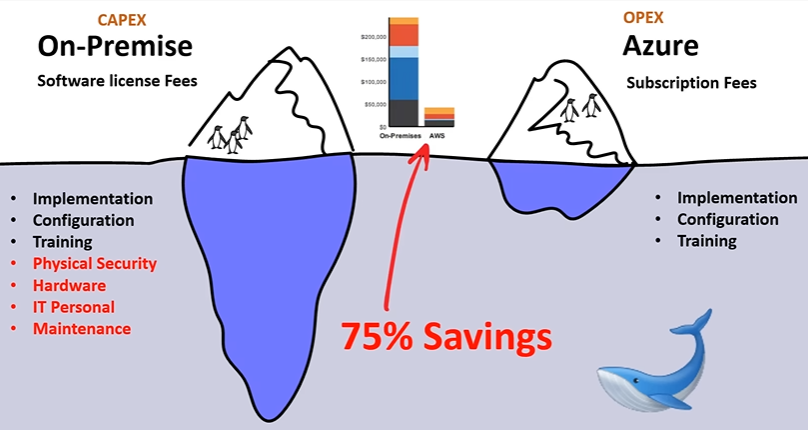 CAPEX
On-Premise
Software license Fees
$200,000
$150,000
$100,000
$50,000
$0
On-Premises AWS
OPEX
Azure
Subscription Fees
• Implementation
• Configuration
• Training
• Physical Security
• Hardware
• IT Personal
• Maintenance
75% Savings
• Implementation
• Configuration
• Training